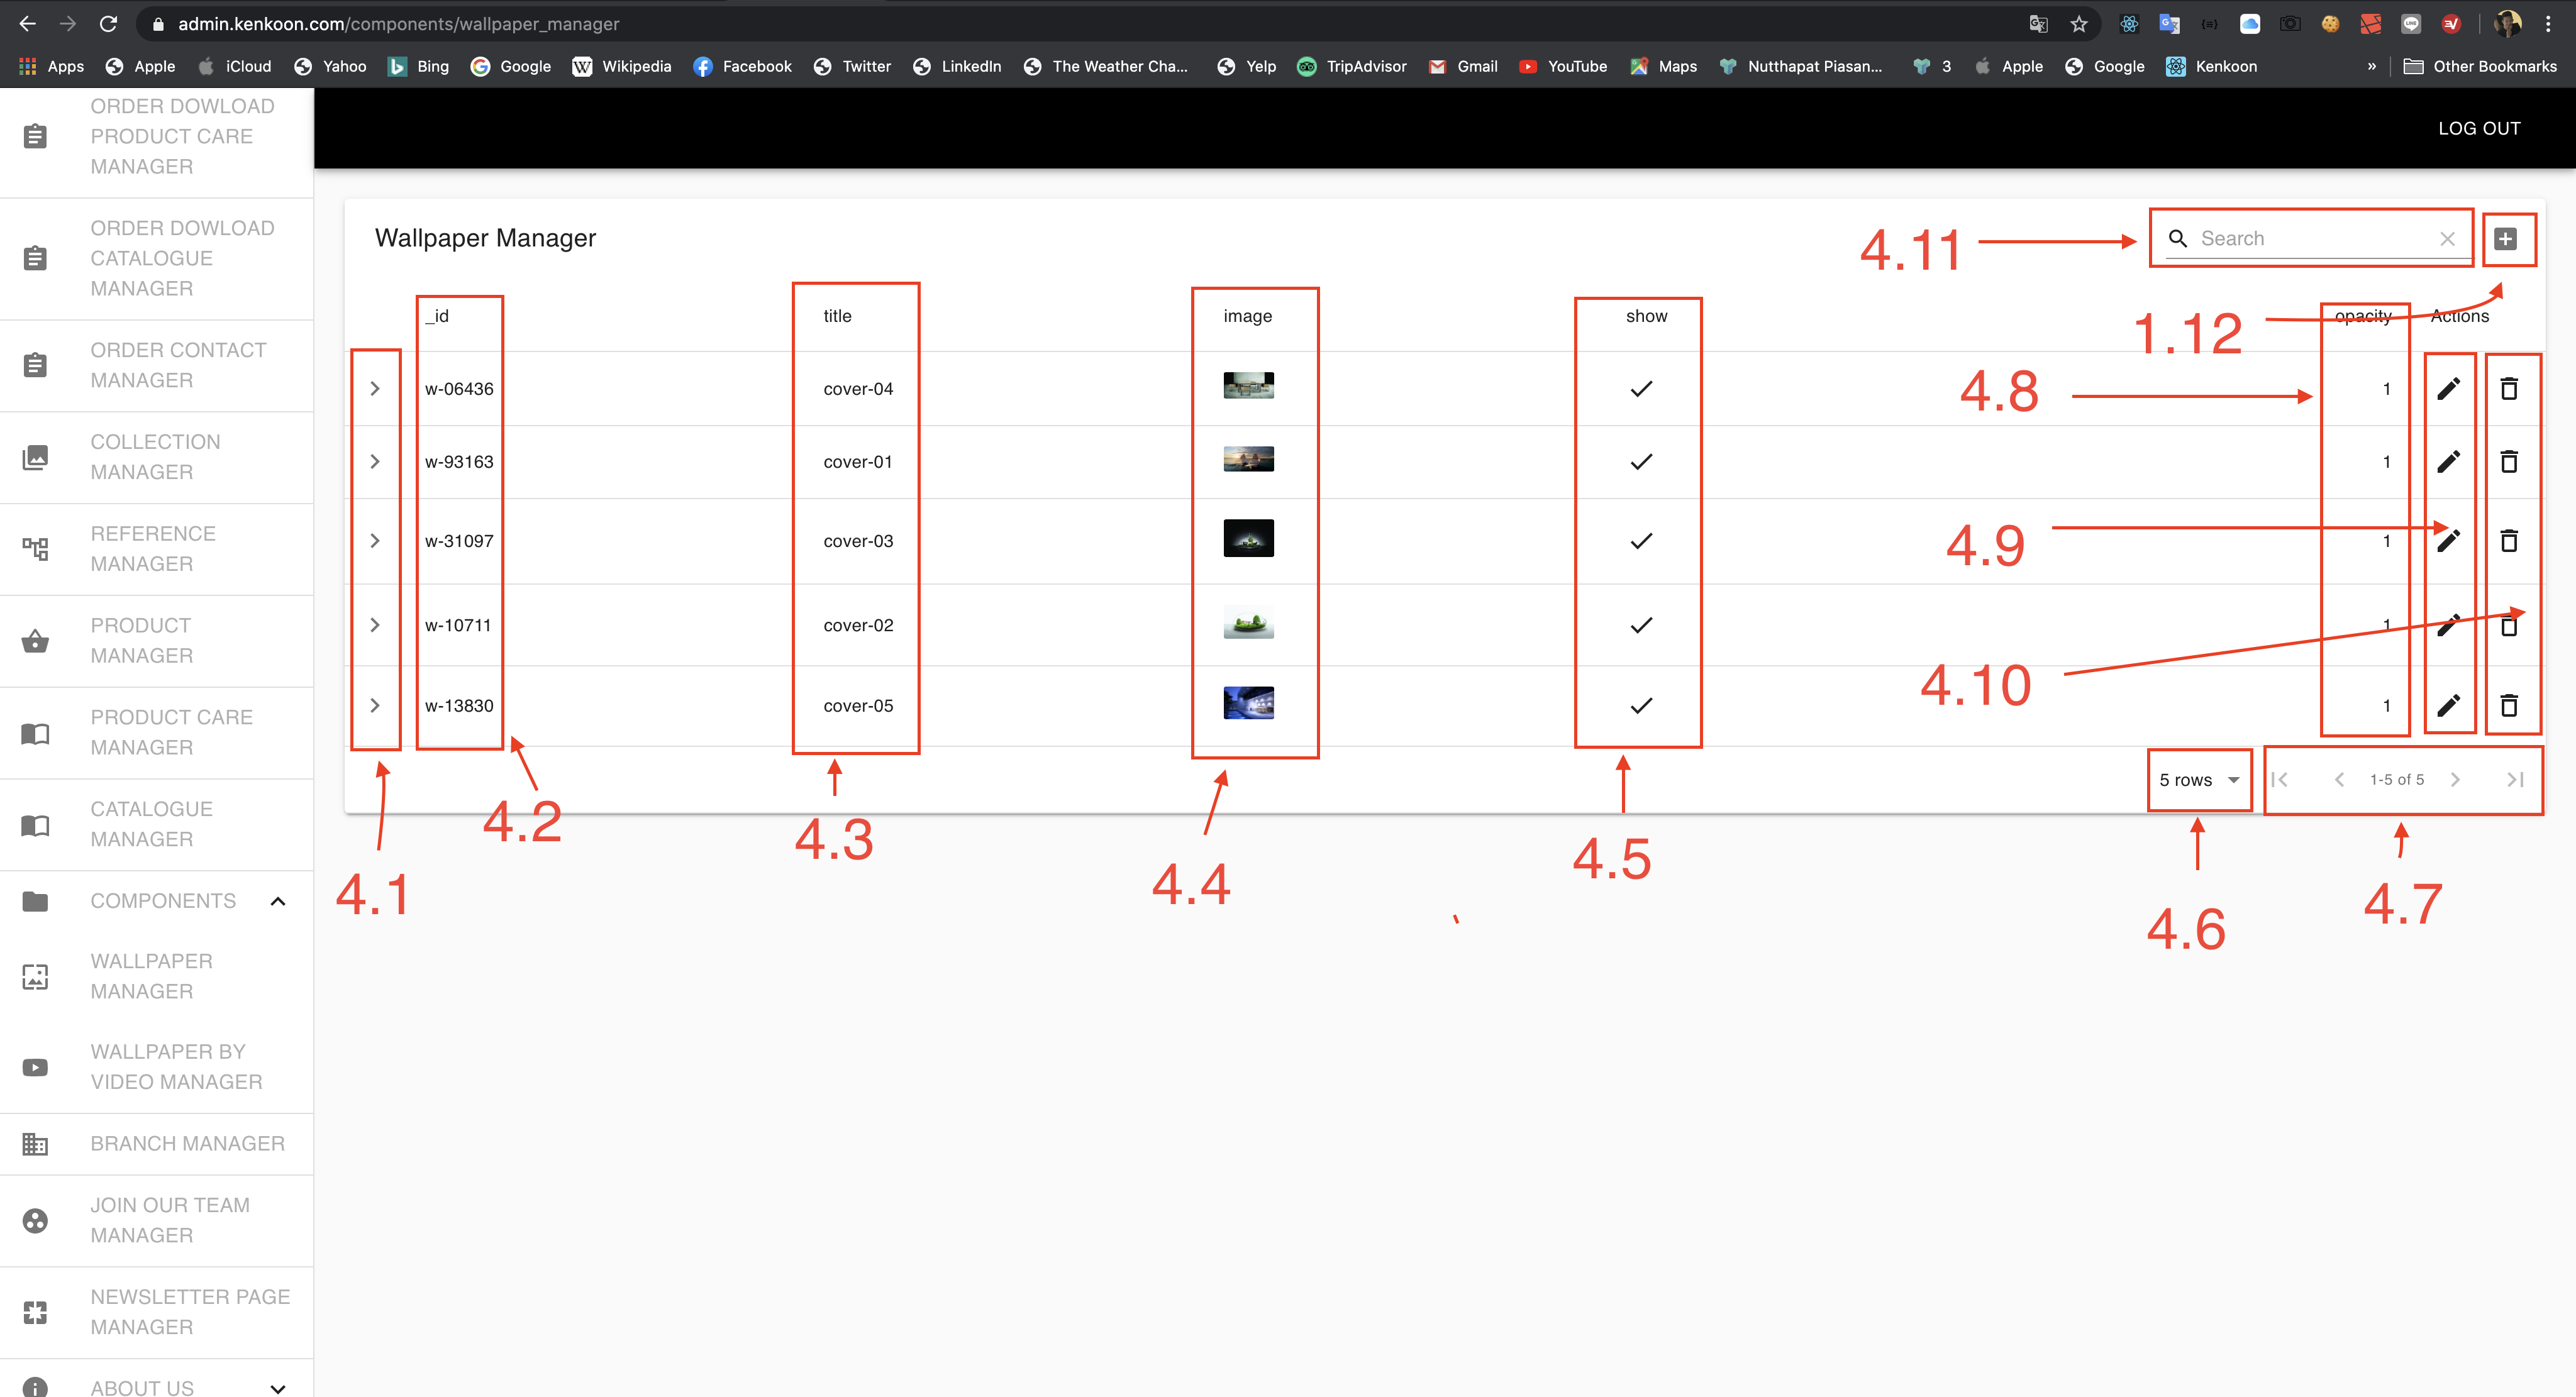 admin.kenkoon.com/components/wallpaper_manager
Apps Apple iCloud Yahoo Bing Google Wikipedia Facebook Twitter LinkedIn The Weather Cha... Yelp TripAdvisor Gmail YouTube Maps Nutthapat Piasan... 3 Apple Google Kenkoon » Other Bookmarks
LOG OUT
ORDER DOWLOAD
PRODUCT CARE
MANAGER
ORDER DOWLOAD
CATALOGUE
MANAGER
ORDER CONTACT
MANAGER
COLLECTION
MANAGER
REFERENCE
MANAGER
PRODUCT
MANAGER
PRODUCT CARE
MANAGER
CATALOGUE
MANAGER
COMPONENTS
WALLPAPER
MANAGER
WALLPAPER BY
VIDEO MANAGER
BRANCH MANAGER
JOIN OUR TEAM
MANAGER
NEWSLETTER PAGE
MANAGER
ABOUT US
Wallpaper Manager
4.11
Search
_id title image show opacity Actions
1.12
w-06436 cover-04 1
4.8
w-93163 cover-01 1
w-31097 cover-03 1
4.9
w-10711 cover-02 1
4.10
w-13830 cover-05 1
5 rows 1-5 of 5
4.1
4.2
4.3
4.4
4.5
4.6
4.7